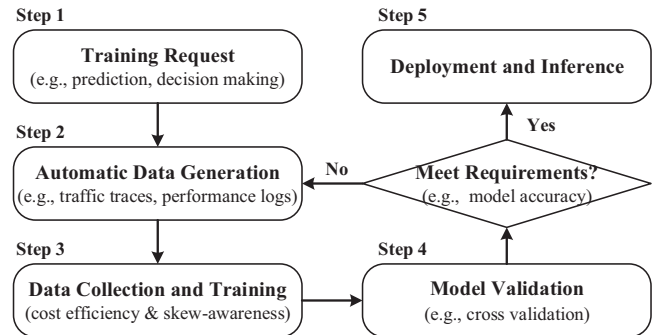 Step 1
Training Request
(e.g., prediction, decision making)
Step 2
Automatic Data Generation
(e.g., traffic traces, performance logs)
Step 3
Data Collection and Training
(cost efficiency & skew-awareness)
Step 4
Model Validation
(e.g., cross validation)
Meet Requirements?
(e.g., model accuracy)
No
Yes
Step 5
Deployment and Inference